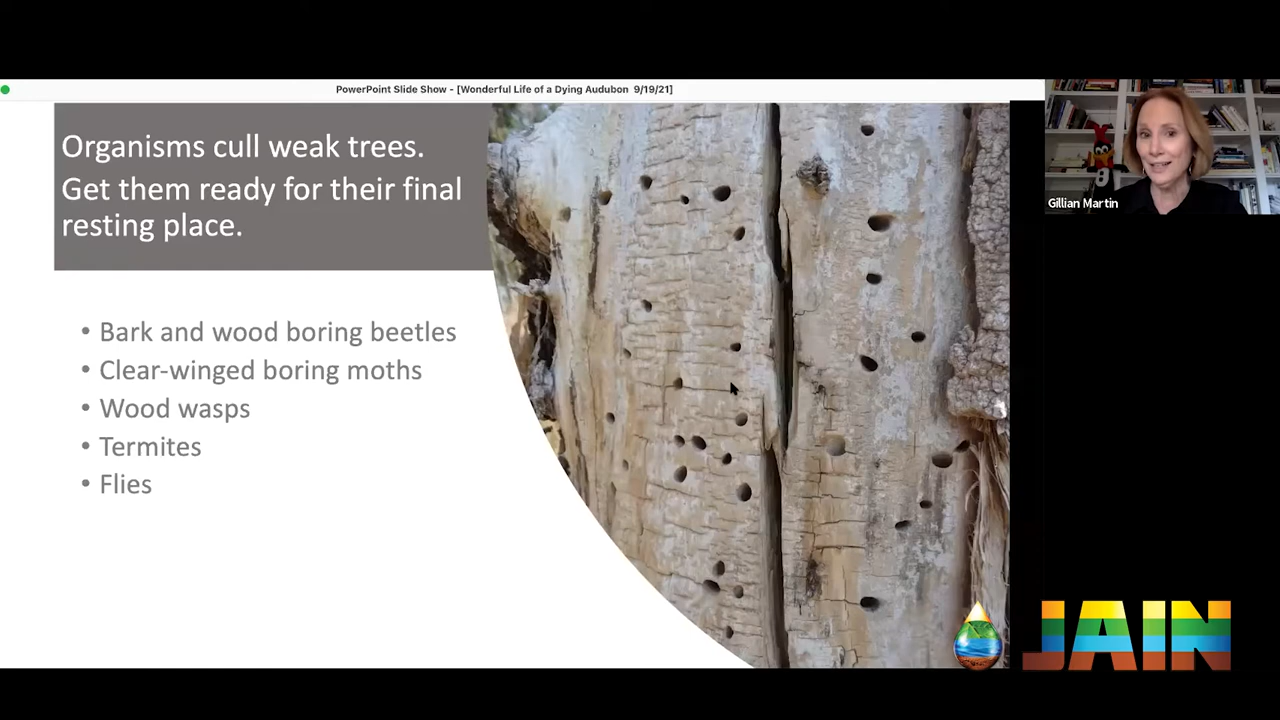 PowerPoint Slide Show - [Wonderful Life of a Dying Audubon 9/19/21]
Organisms cull weak trees.
Get them ready for their final
resting place.
• Bark and wood boring beetles
• Clear-winged boring moths
• Wood wasps
• Termites
• Flies
Gillian Martin
JAIN